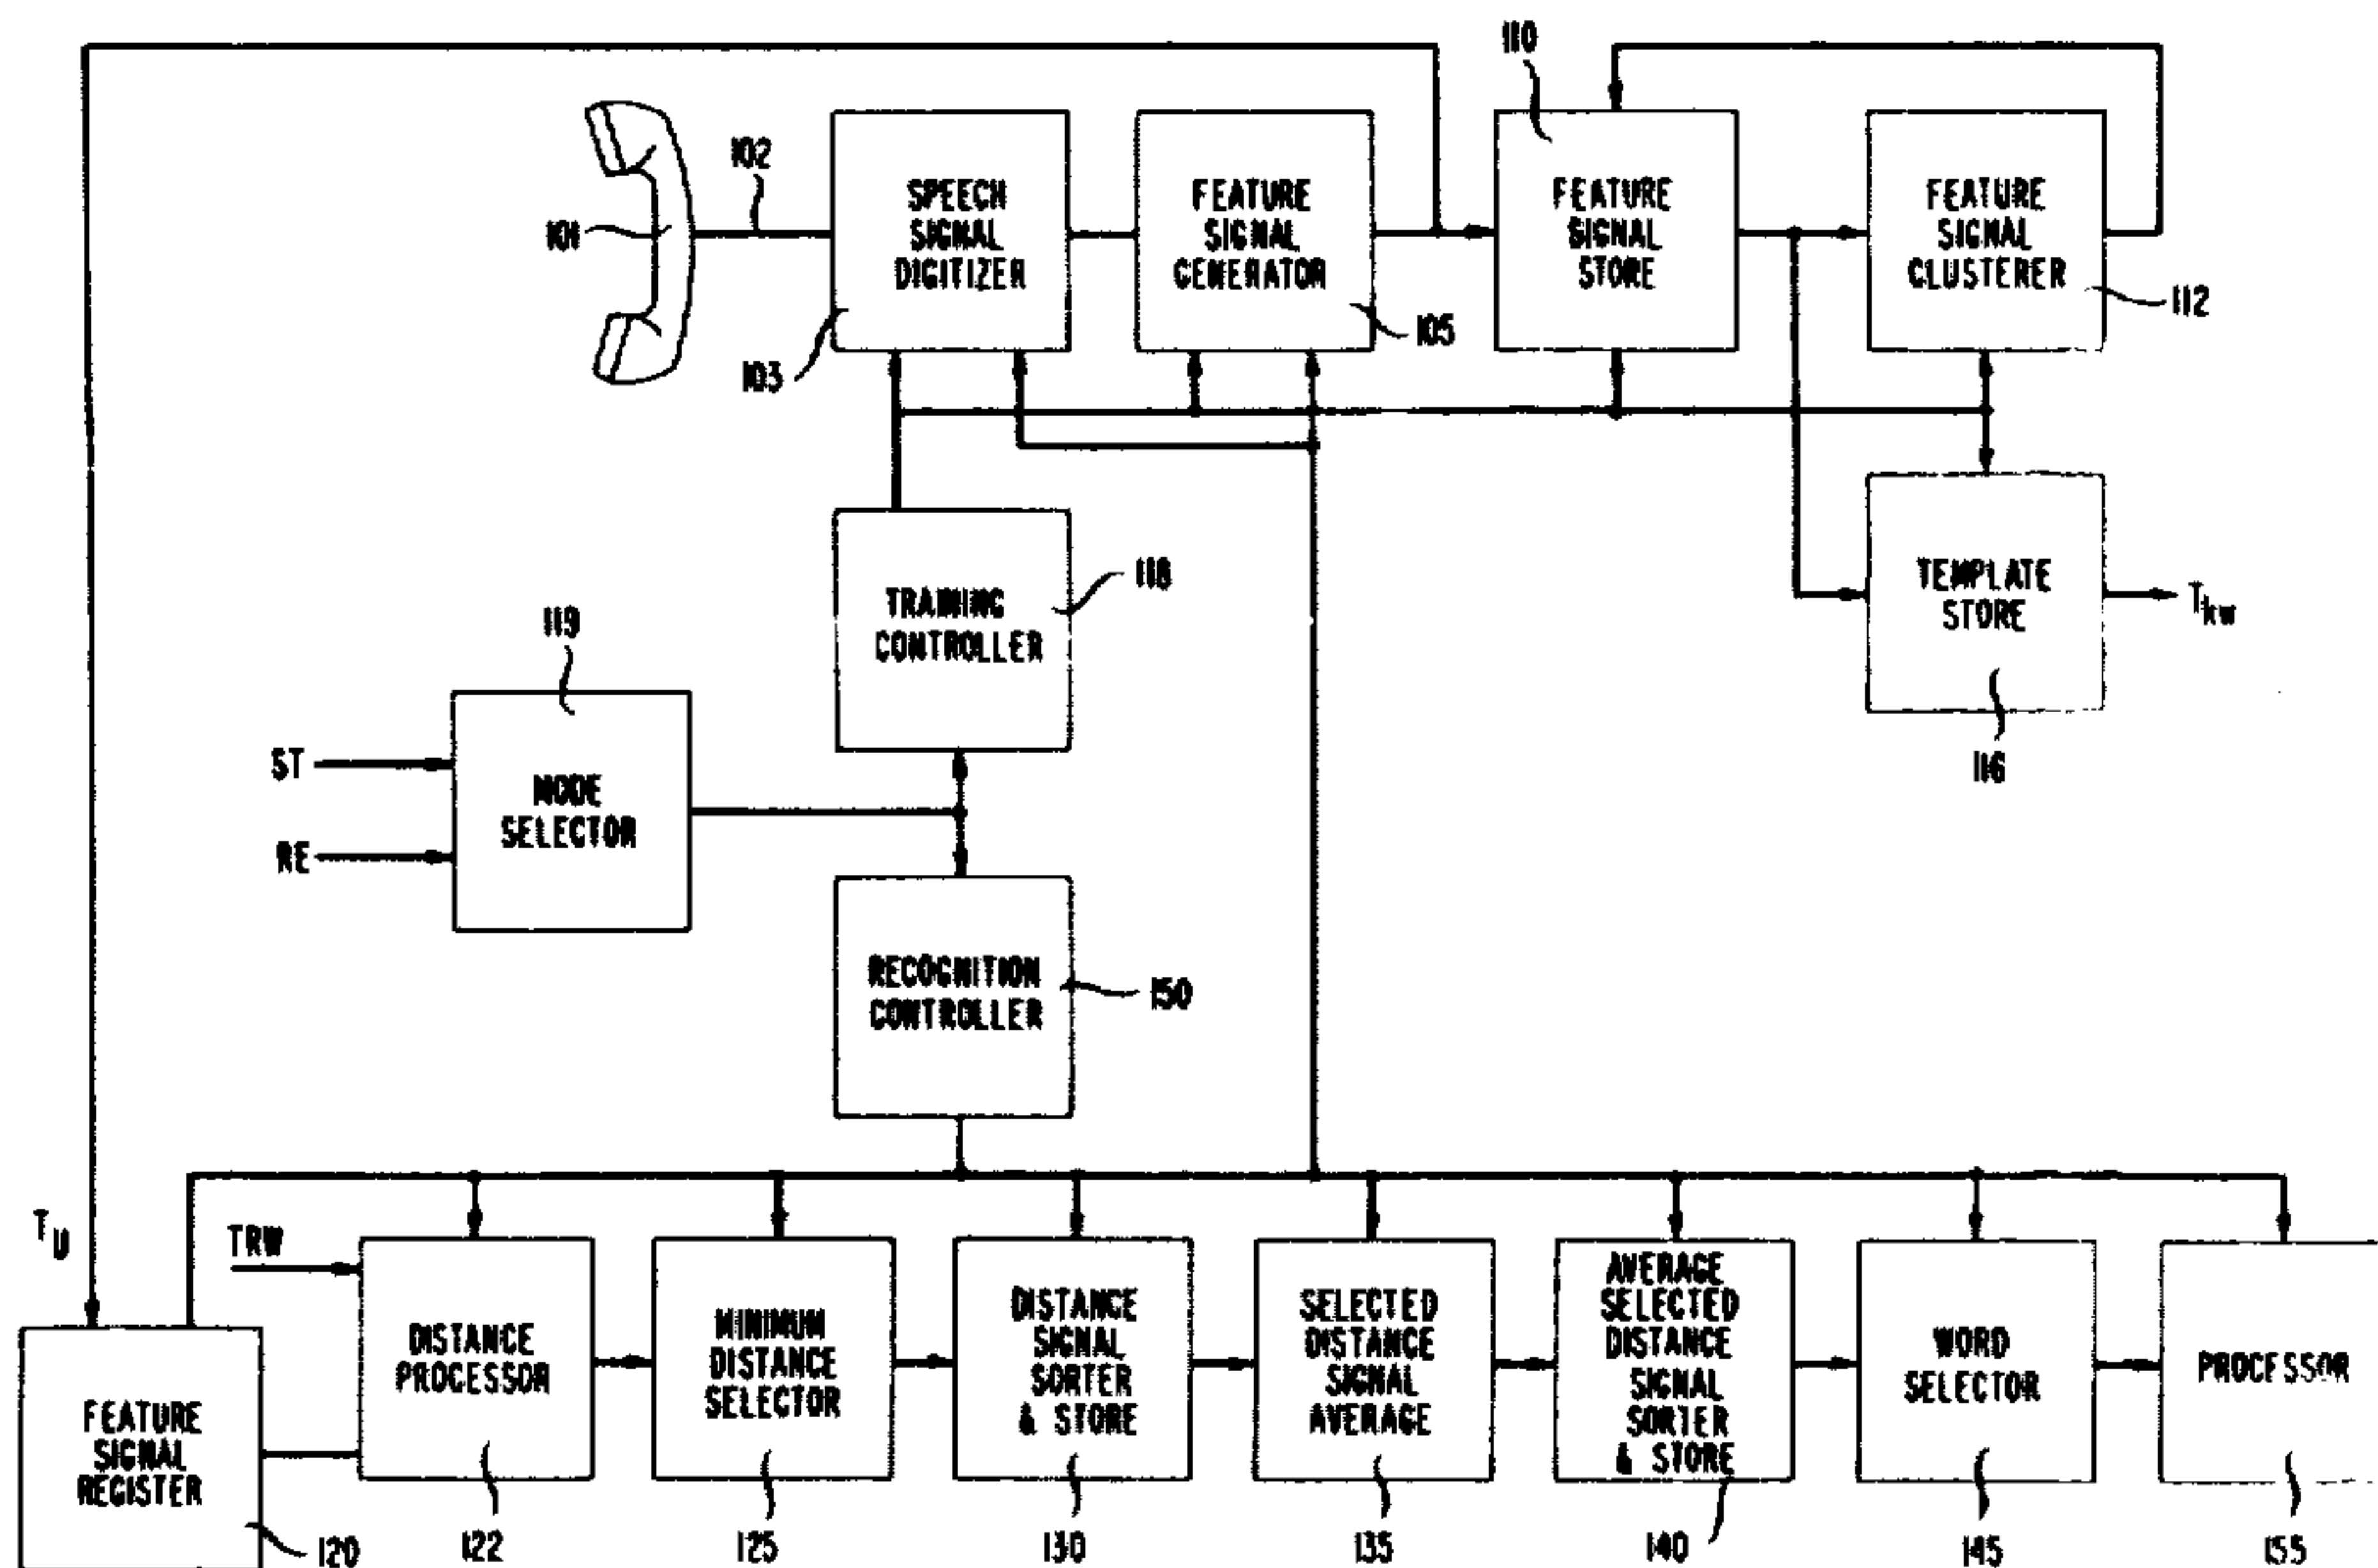 110
102
101
SPEECH
SIGNAL
DIGITIZER
FEATURE
SIGNAL
GENERATOR
FEATURE
SIGNAL
STORE
FEATURE
SIGNAL
CLUSTERER
103
105
112
118
TRAINING
CONTROLLER
TEMPLATE
STORE
Tkw
119
116
ST
MODE
SELECTOR
RE
RECOGNITION
CONTROLLER
150
TU
TRW
FEATURE
SIGNAL
REGISTER
DISTANCE
PROCESSOR
MINIMUM
DISTANCE
SELECTOR
DISTANCE
SIGNAL
SORTER
& STORE
SELECTED
DISTANCE
SIGNAL
AVERAGE
AVERAGE
SELECTED
DISTANCE
SIGNAL
SORTER
& STORE
WORD
SELECTOR
PROCESSOR
120
122
125
130
135
140
145
155